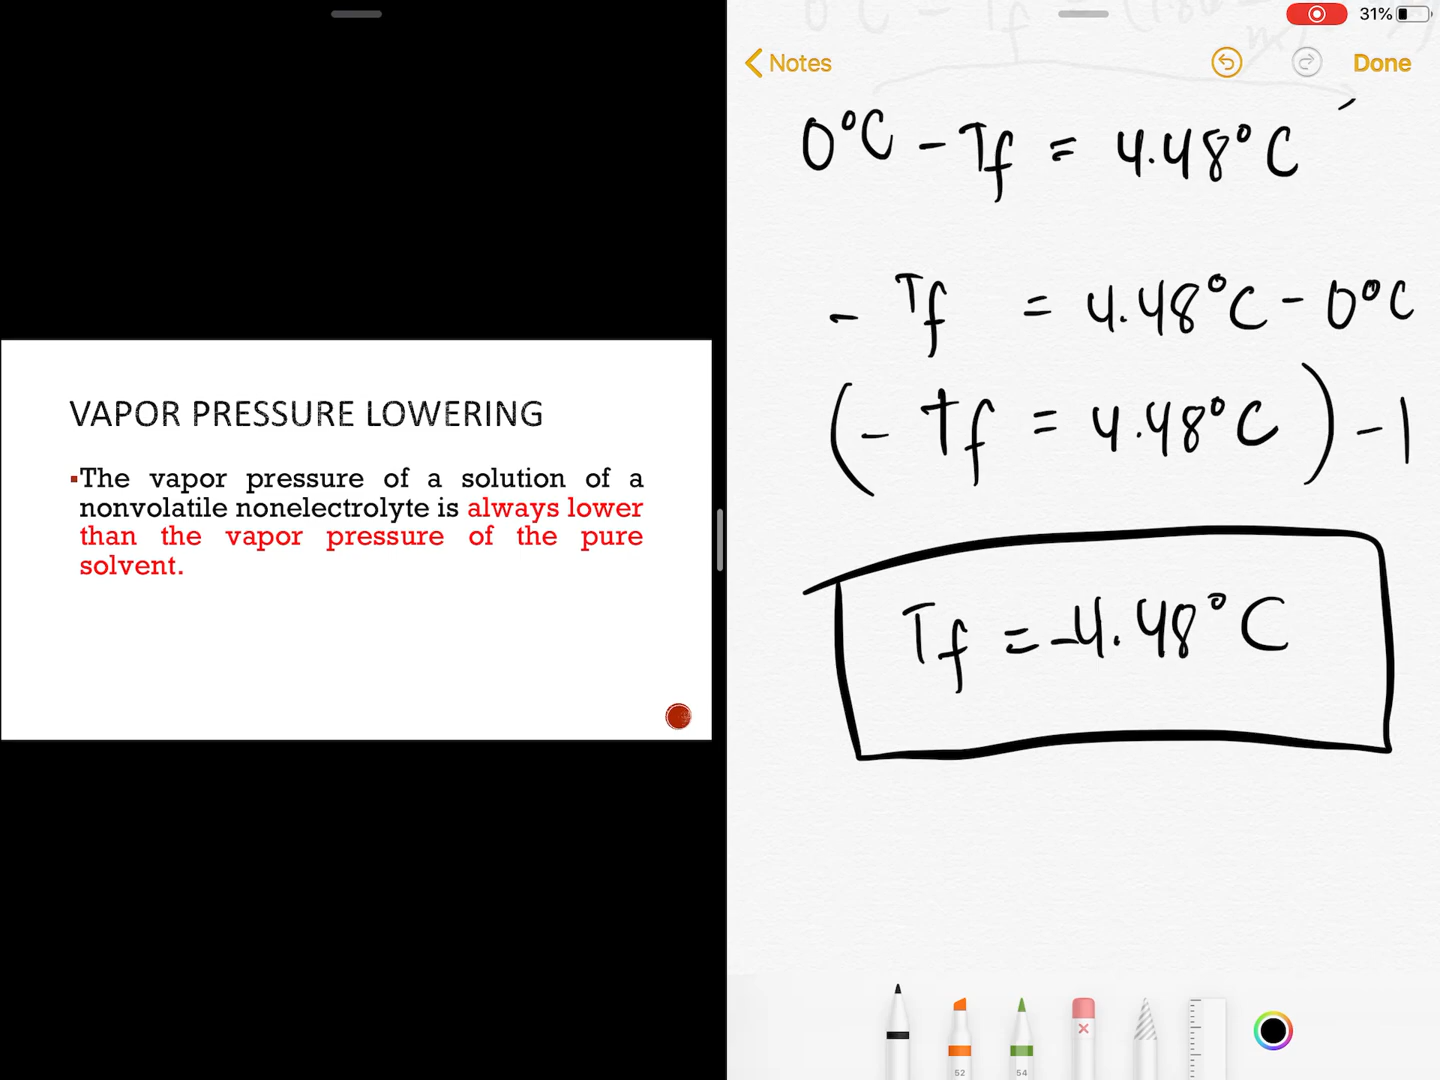 VAPOR PRESSURE LOWERING
▪The vapor pressure of a solution of a
nonvolatile nonelectrolyte is always lower
than the vapor pressure of the pure
solvent.
31%
Notes
Done
0°C - Tf = 4.48°C
- Tf = 4.48°C - 0°C
(- Tf = 4.48°C) -1
Tf = -4.48°C
52
54